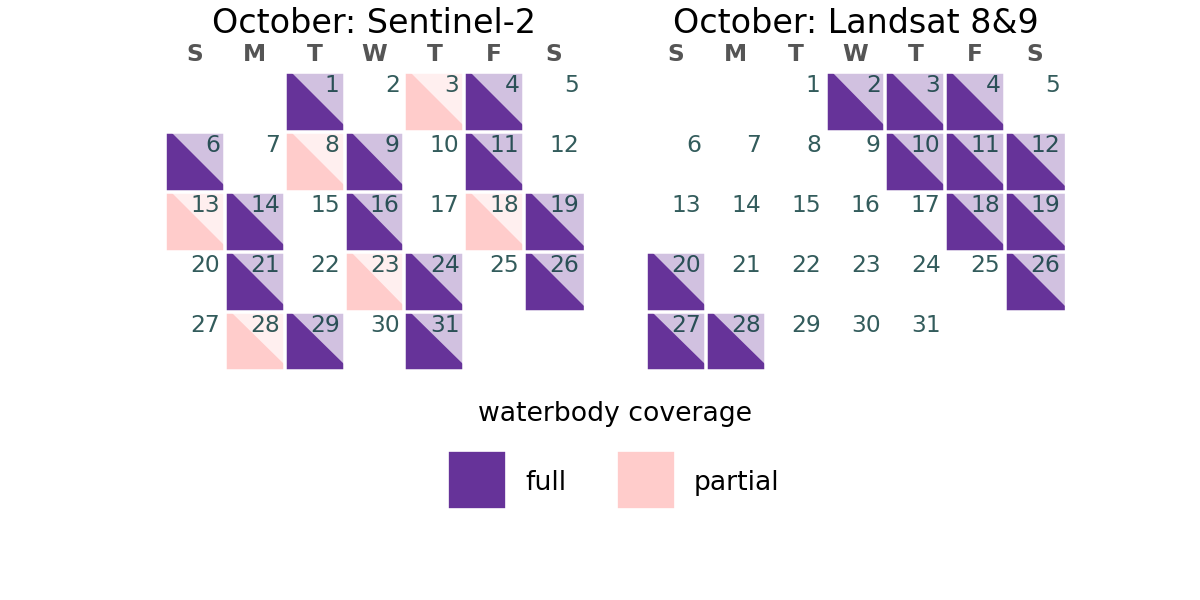 October: Sentinel-2
S M T W T F S
1 2 3 4 5
6 7 8 9 10 11 12
13 14 15 16 17 18 19
20 21 22 23 24 25 26
27 28 29 30 31
October: Landsat 8&9
S M T W T F S
1 2 3 4 5
6 7 8 9 10 11 12
13 14 15 16 17 18 19
20 21 22 23 24 25 26
27 28 29 30 31
waterbody coverage
full partial